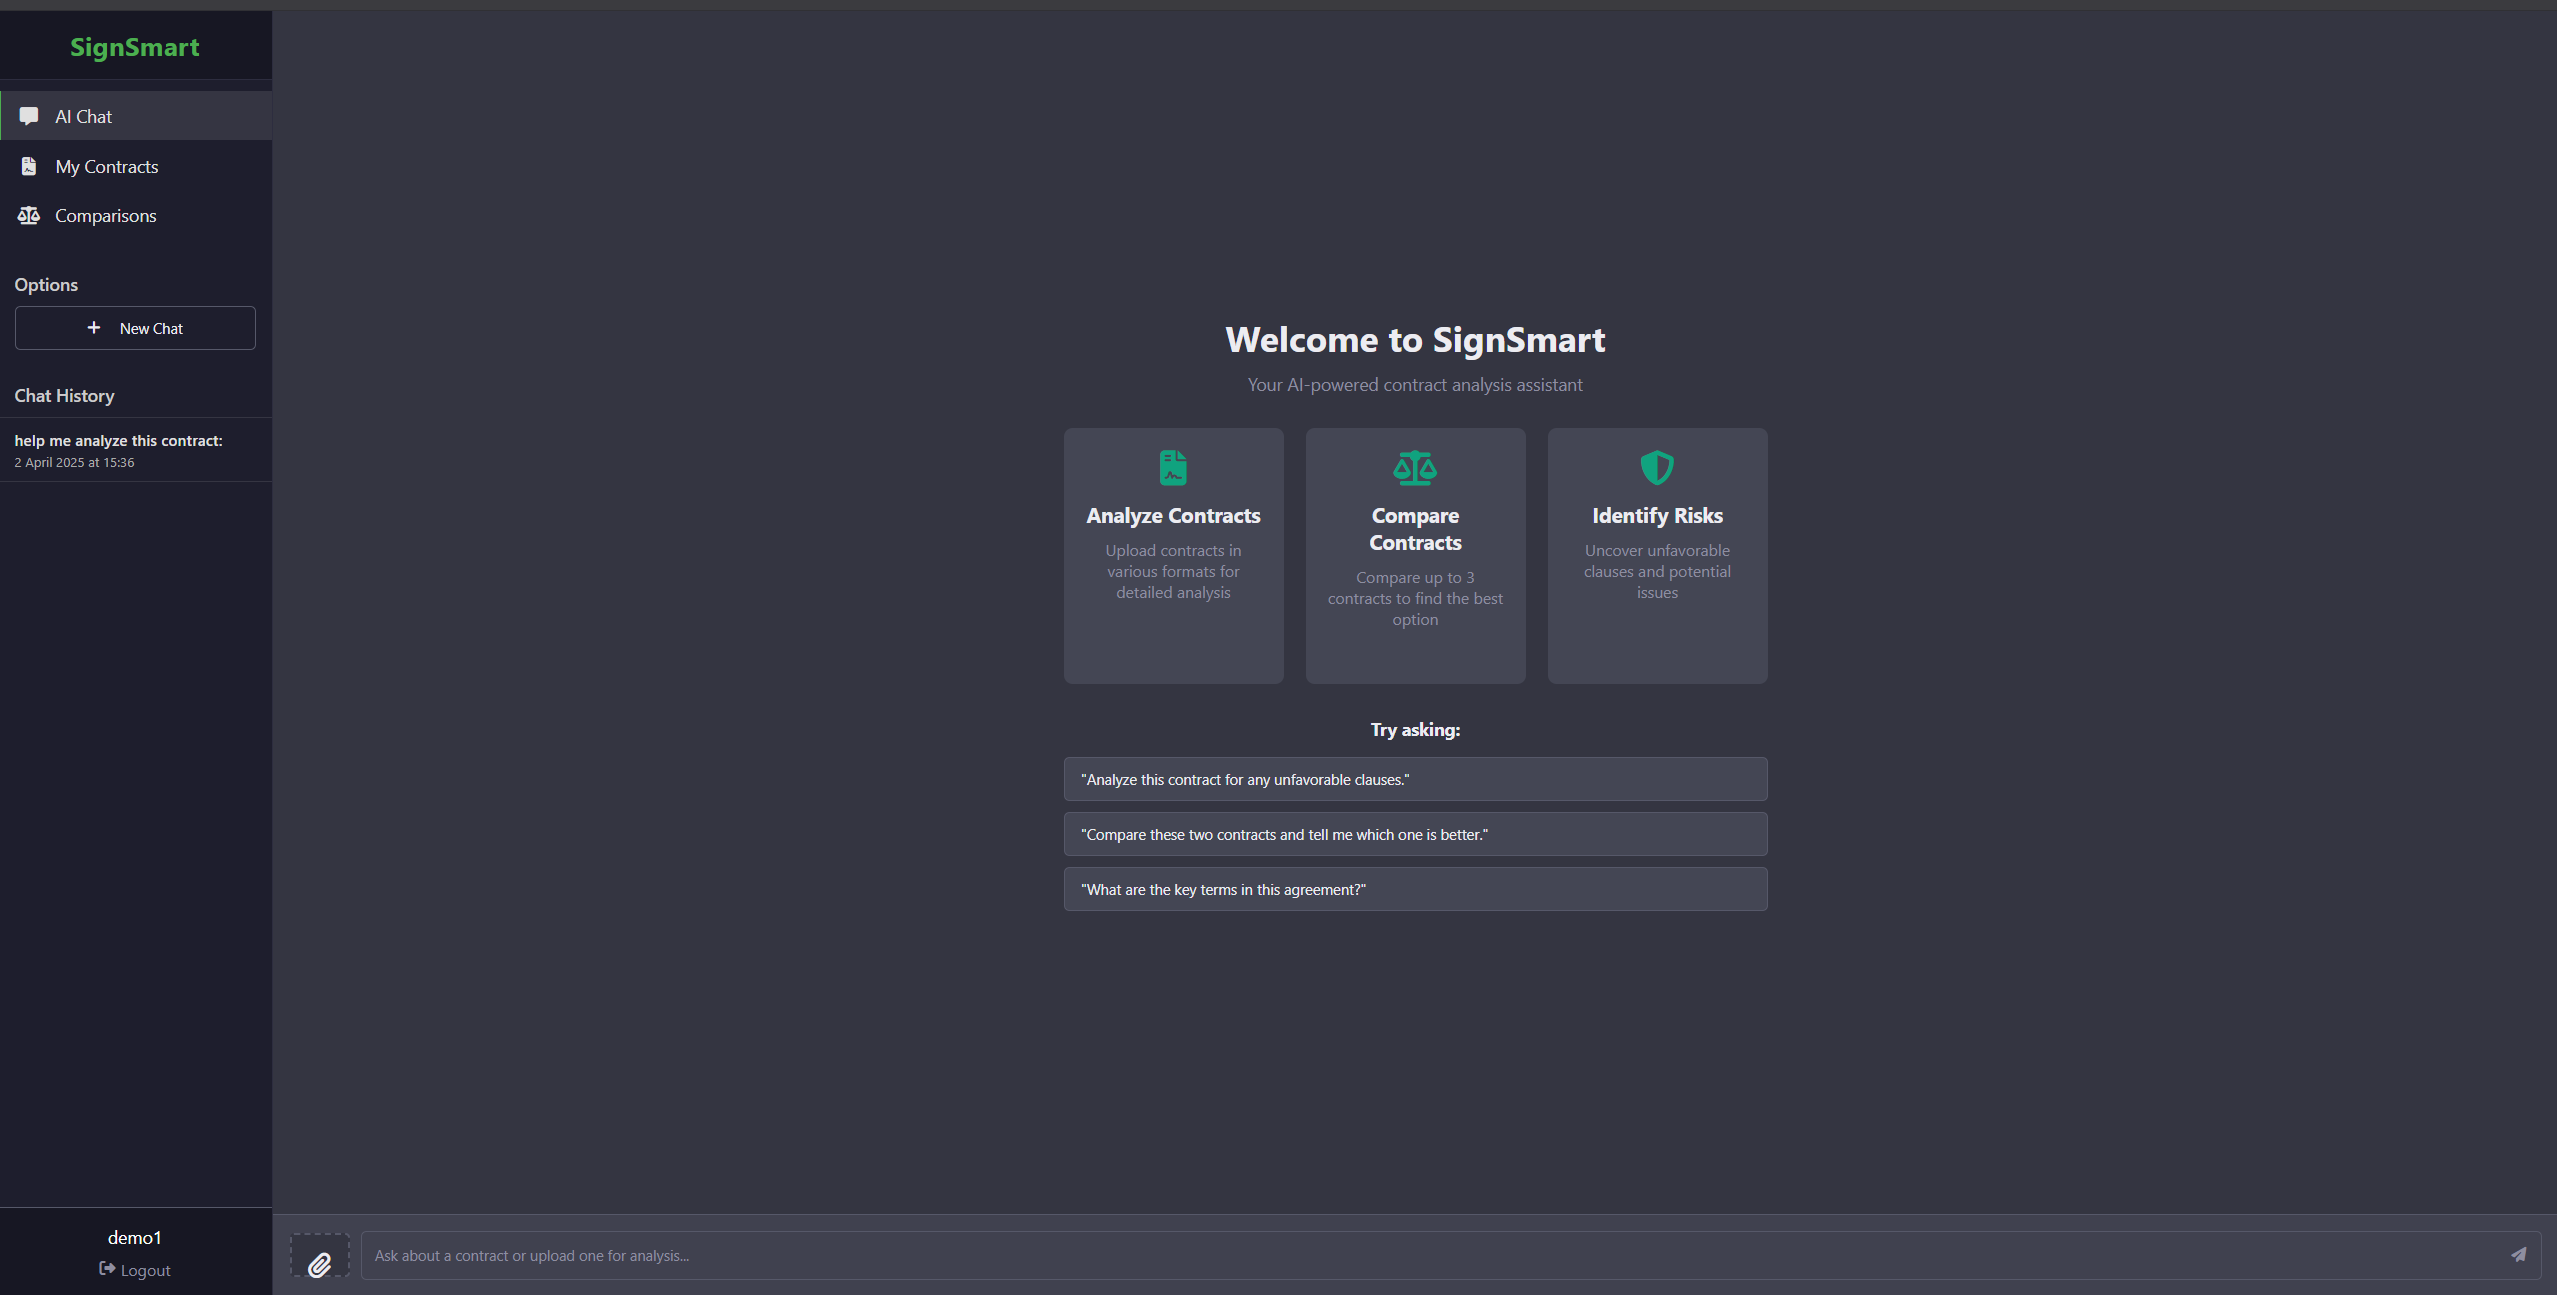 SignSmart
AI Chat
My Contracts
Comparisons
Options
New Chat
Chat History
help me analyze this contract:
2 April 2025 at 15:36
demo1
Logout
Welcome to SignSmart
Your AI-powered contract analysis assistant
Analyze Contracts
Upload contracts in
various formats for
detailed analysis
Compare
Contracts
Compare up to 3
contracts to find the best
option
Identify Risks
Uncover unfavorable
clauses and potential
issues
Try asking:
"Analyze this contract for any unfavorable clauses."
"Compare these two contracts and tell me which one is better."
"What are the key terms in this agreement?"
Ask about a contract or upload one for analysis...